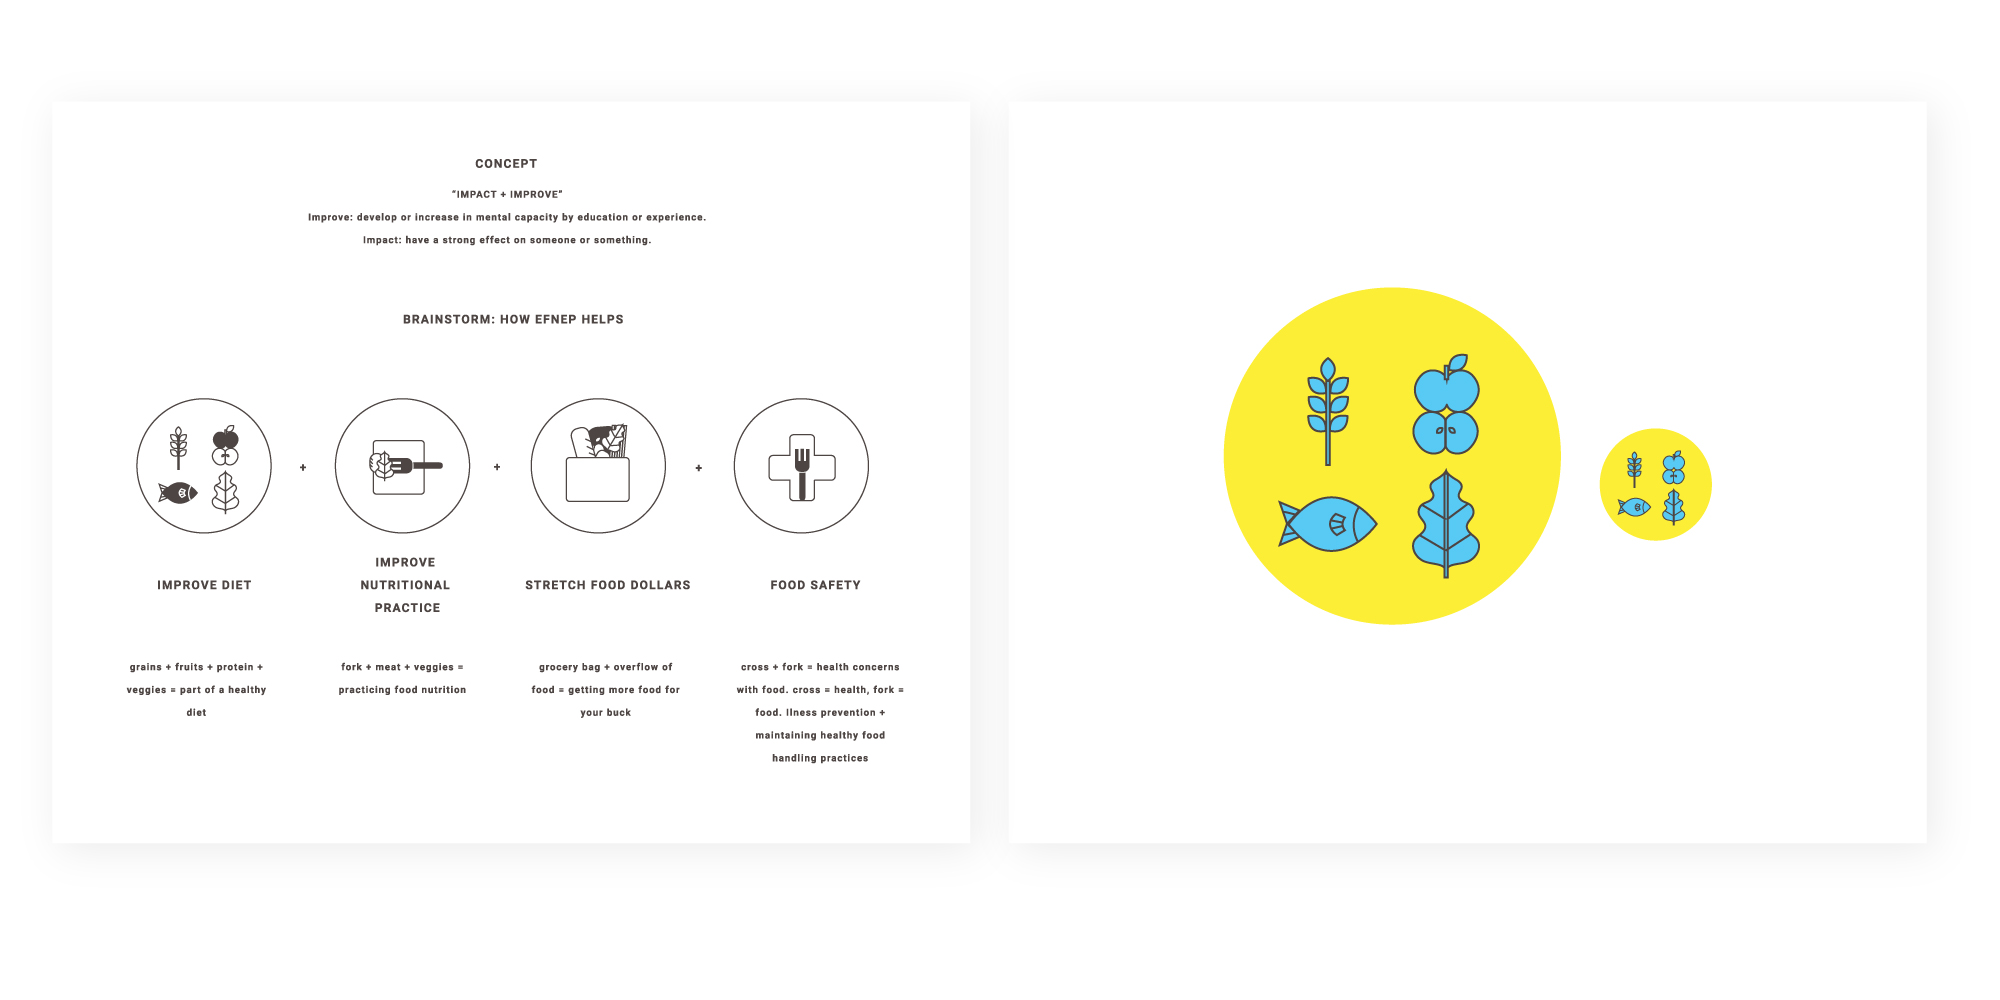 CONCEPT
“IMPACT + IMPROVE”
Improve: develop or increase in mental capacity by education or experience.
Impact: have a strong effect on someone or something.
BRAINSTORM: HOW EFNEP HELPS
+ + +
IMPROVE DIET
IMPROVE
NUTRITIONAL
PRACTICE
STRETCH FOOD DOLLARS
FOOD SAFETY
grains + fruits + protein +
veggies = part of a healthy
diet
fork + meat + veggies =
practicing food nutrition
grocery bag + overflow of
food = getting more food for
your buck
cross + fork = health concerns
with food. cross = health, fork =
food. Ilness prevention +
maintaining healthy food
handling practices